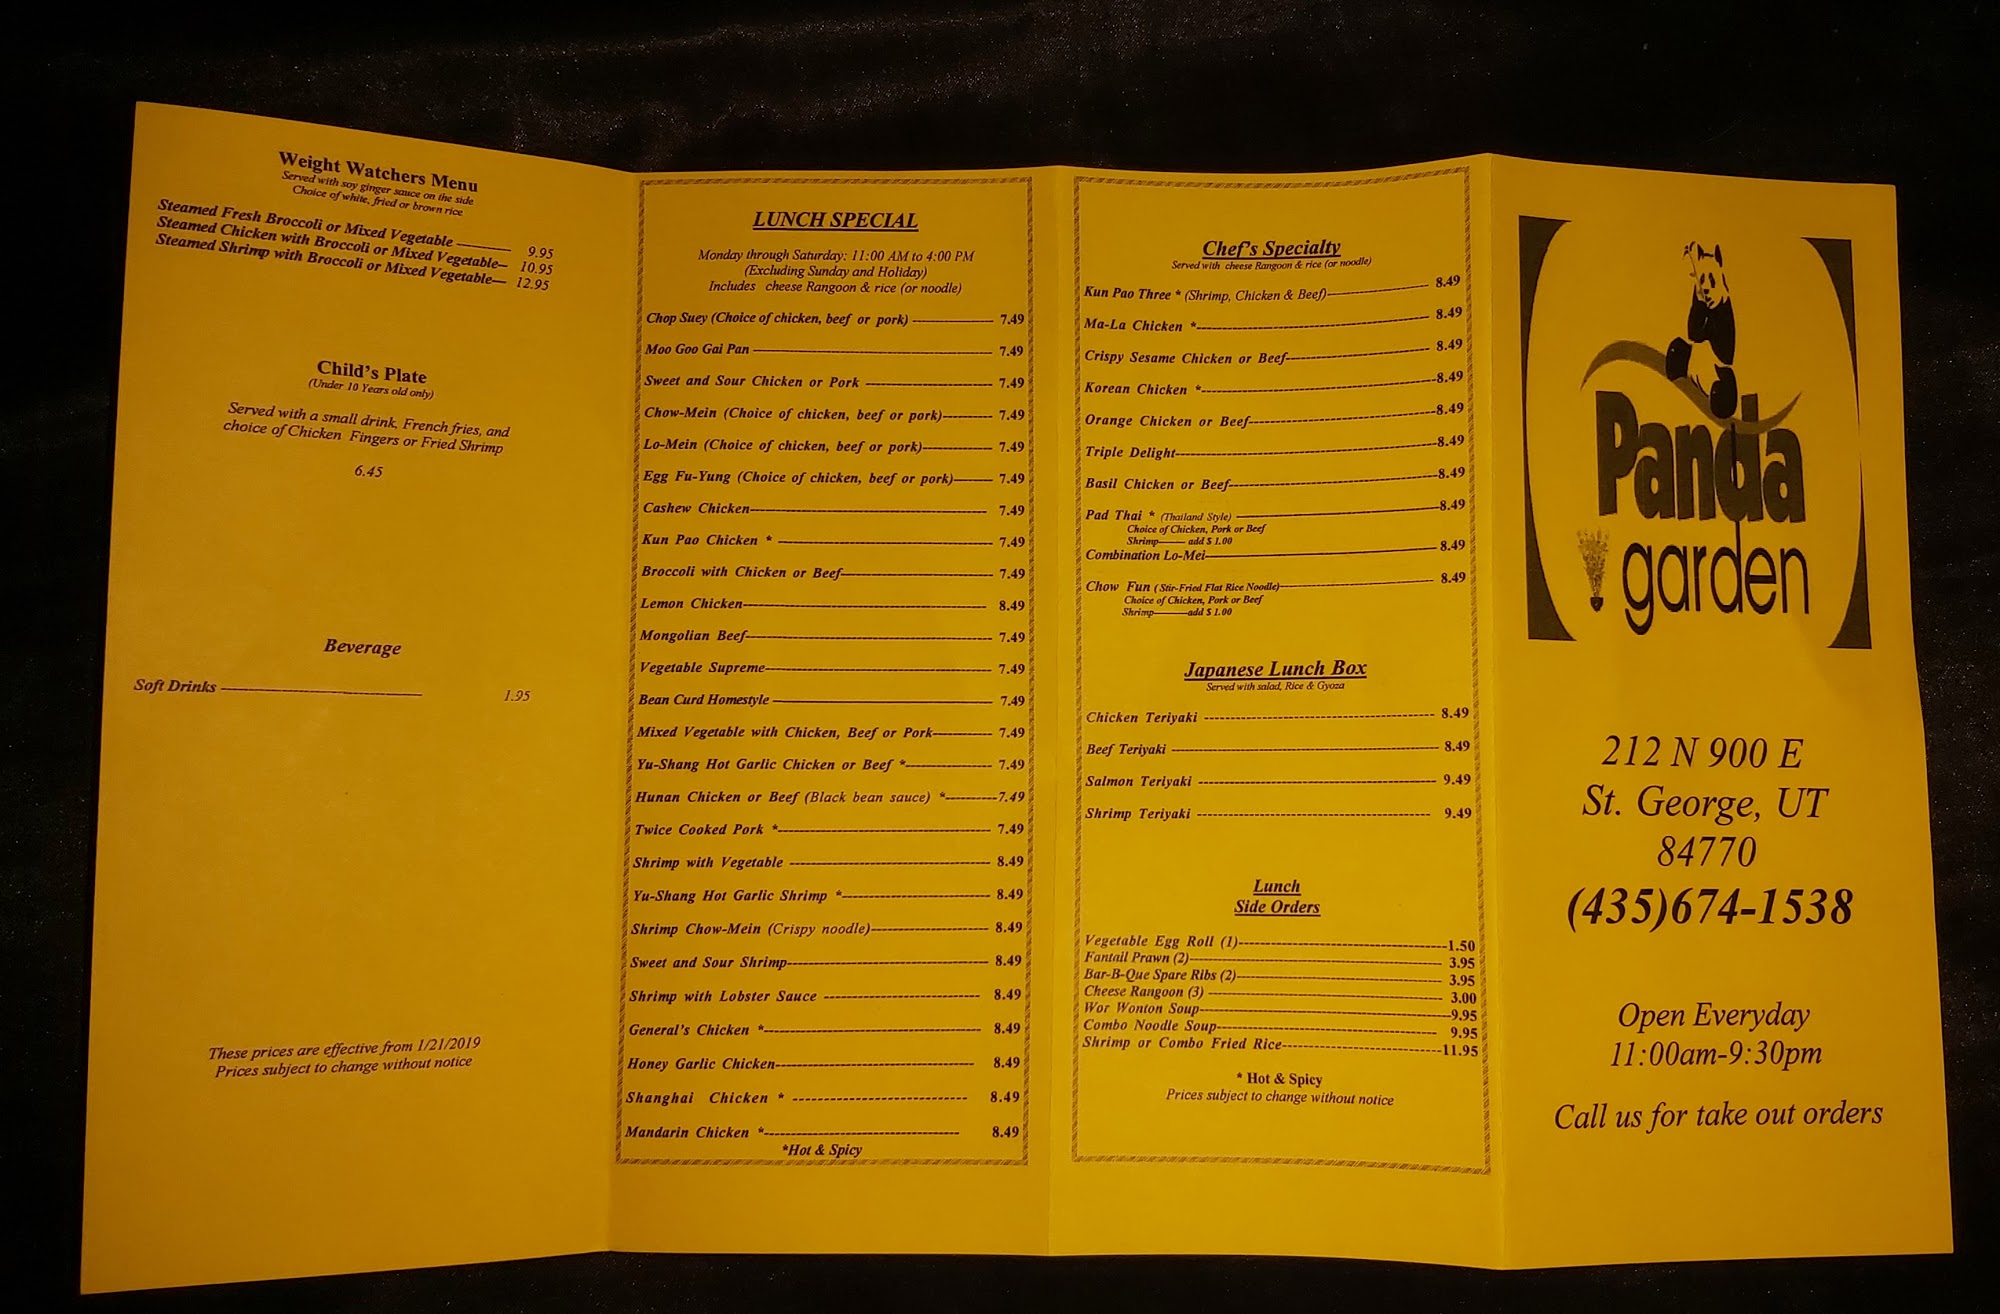 Weight Watchers Menu
Served with soy ginger sauce on the side
Choice of white, fried or brown rice
Steamed Fresh Broccoli or Mixed Vegetable 9.95
Steamed Chicken with Broccoli or Mixed Vegetable 10.95
Steamed Shrimp with Broccoli or Mixed Vegetable 12.95
Child's Plate
(Under 10 Years old only)
Served with a small drink, French fries, and
choice of Chicken Fingers or Fried Shrimp
6.45
Beverage
Soft Drinks 1.95
These prices are effective from 1/21/2019
Prices subject to change without notice
LUNCH SPECIAL
Monday through Saturday: 11:00 AM to 4:00 PM
(Excluding Sunday and Holiday)
Includes cheese Rangoon & rice (or noodle)
Chop Suey (Choice of chicken, beef or pork) 7.49
Moo Goo Gai Pan 7.49
Sweet and Sour Chicken or Pork 7.49
Chow-Mein (Choice of chicken, beef or pork) 7.49
Lo-Mein (Choice of chicken, beef or pork) 7.49
Egg Fu-Yung (Choice of chicken, beef or pork) 7.49
Cashew Chicken 7.49
Kun Pao Chicken * 7.49
Broccoli with Chicken or Beef 7.49
Lemon Chicken 8.49
Mongolian Beef 7.49
Vegetable Supreme 7.49
Bean Curd Homestyle 7.49
Mixed Vegetable with Chicken, Beef or Pork 7.49
Yu-Shang Hot Garlic Chicken or Beef * 7.49
Hunan Chicken or Beef (Black bean sauce) * 7.49
Twice Cooked Pork * 7.49
Shrimp with Vegetable 8.49
Yu-Shang Hot Garlic Shrimp * 8.49
Shrimp Chow-Mein (Crispy noodle) 8.49
Sweet and Sour Shrimp 8.49
Shrimp with Lobster Sauce 8.49
General's Chicken * 8.49
Honey Garlic Chicken 8.49
Shanghai Chicken * 8.49
Mandarin Chicken * 8.49
*Hot & Spicy
Chef's Specialty
Served with cheese Rangoon & rice (or noodle)
Kun Pao Three * (Shrimp, Chicken & Beef) 8.49
Ma-La Chicken * 8.49
Crispy Sesame Chicken or Beef 8.49
Korean Chicken * 8.49
Orange Chicken or Beef 8.49
Triple Delight 8.49
Basil Chicken or Beef 8.49
Pad Thai * (Thailand Style) 8.49
Choice of Chicken, Pork or Beef
Shrimp add $ 1.00
Combination Lo-Mei 8.49
Chow Fun (Stir-Fried Flat Rice Noodle) 8.49
Choice of Chicken, Pork or Beef
Shrimp add $ 1.00
Japanese Lunch Box
Served with salad, Rice & Gyoza
Chicken Teriyaki 8.49
Beef Teriyaki 8.49
Salmon Teriyaki 9.49
Shrimp Teriyaki 9.49
Lunch
Side Orders
Vegetable Egg Roll (1) 1.50
Fantail Prawn (2) 3.95
Bar-B-Que Spare Ribs (2) 3.95
Cheese Rangoon (3) 3.00
Wor Wonton Soup 9.95
Combo Noodle Soup 9.95
Shrimp or Combo Fried Rice 11.95
* Hot & Spicy
Prices subject to change without notice
Panda
garden
212 N 900 E
St. George, UT
84770
(435)674-1538
Open Everyday
11:00am-9:30pm
Call us for take out orders